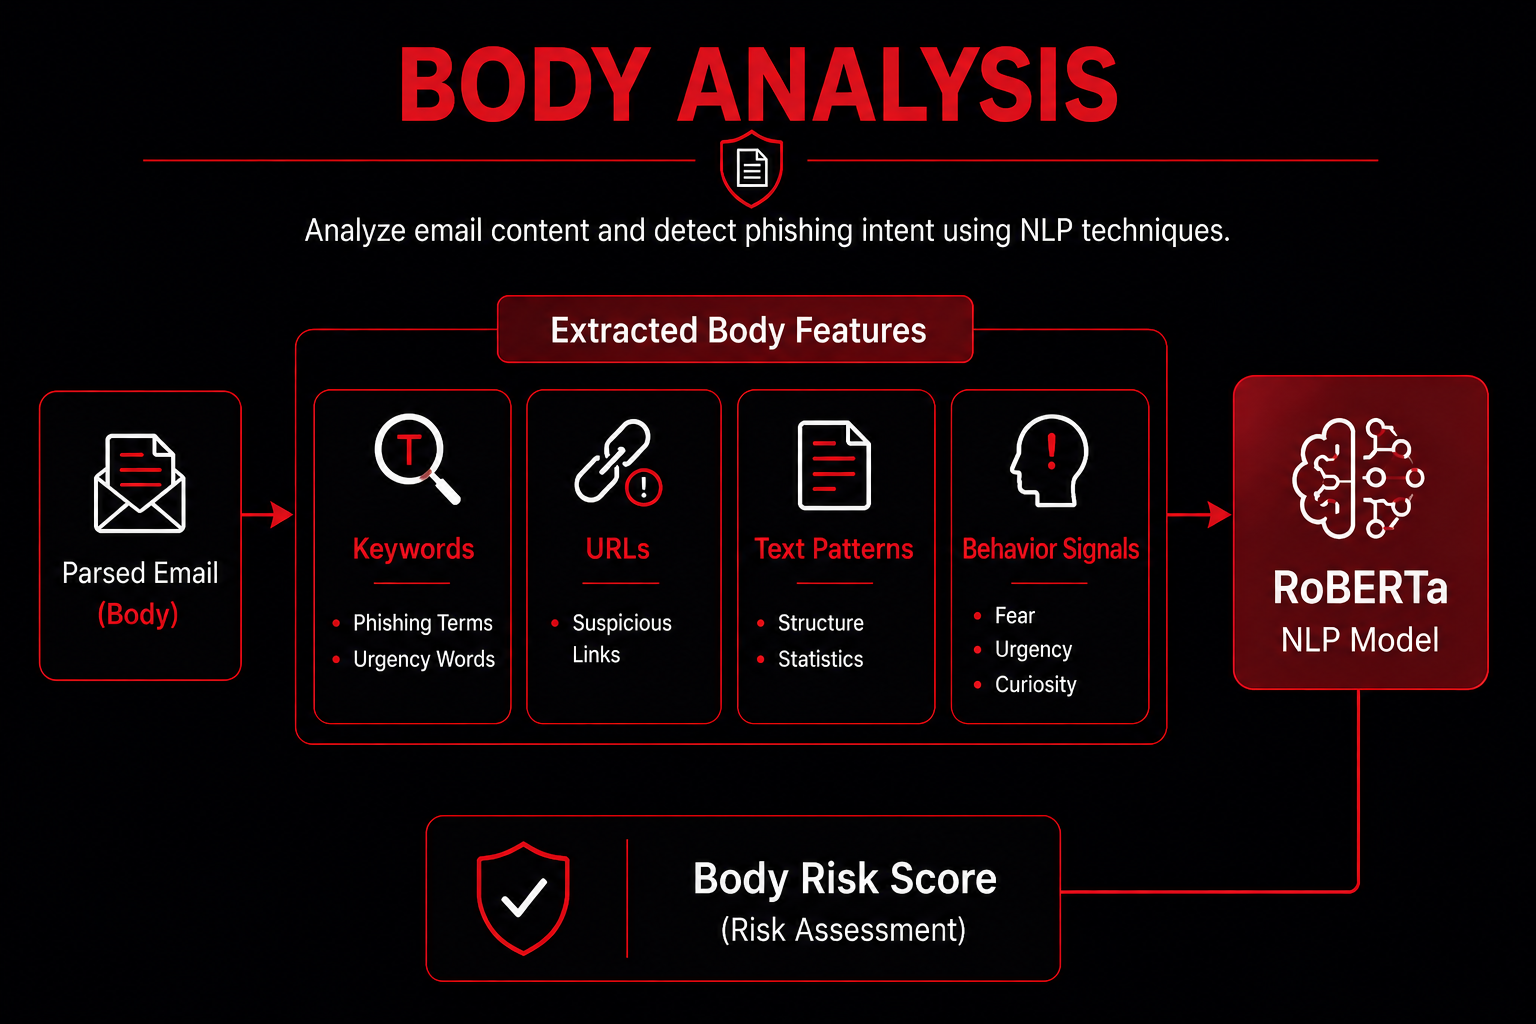 BODY ANALYSIS
Analyze email content and detect phishing intent using NLP techniques.
Extracted Body Features
Parsed Email
(Body)
T
Keywords
Phishing Terms
Urgency Words
!
URLs
Suspicious
Links
Text Patterns
Structure
Statistics
!
Behavior Signals
Fear
Urgency
Curiosity
RoBERTa
NLP Model
Body Risk Score
(Risk Assessment)